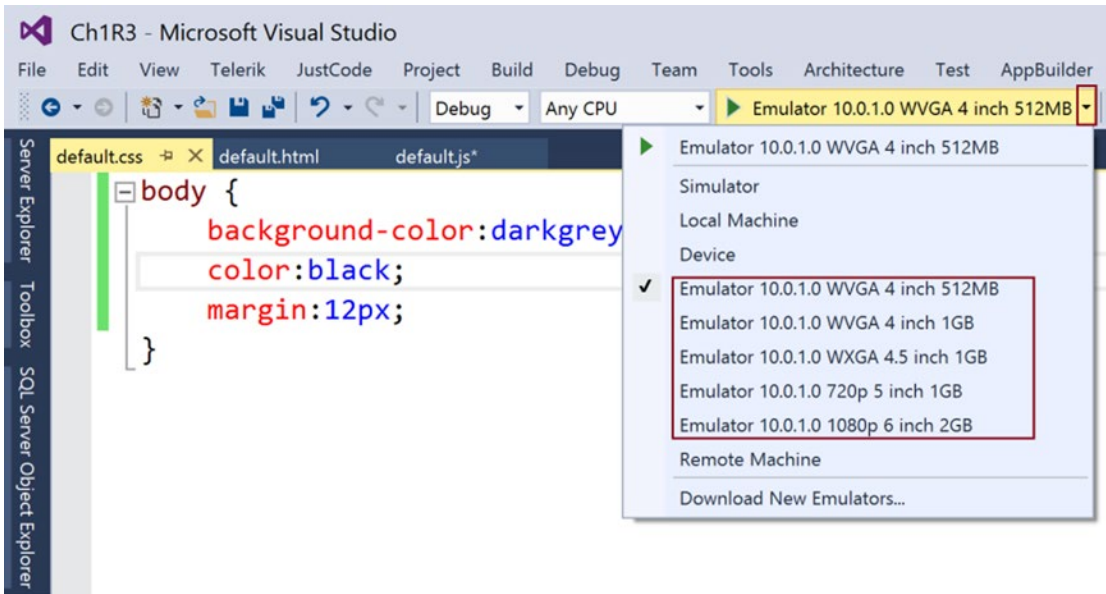 Ch1R3 - Microsoft Visual Studio
File Edit View Telerik JustCode Project Build Debug Team Tools Architecture Test AppBuilder
Debug Any CPU Emulator 10.0.1.0 WVGA 4 inch 512MB
default.css default.html default.js*
Emulator 10.0.1.0 WVGA 4 inch 512MB
Simulator
Local Machine
Device
Emulator 10.0.1.0 WVGA 4 inch 512MB
Emulator 10.0.1.0 WVGA 4 inch 1GB
Emulator 10.0.1.0 WXGA 4.5 inch 1GB
Emulator 10.0.1.0 720p 5 inch 1GB
Emulator 10.0.1.0 1080p 6 inch 2GB
Remote Machine
Download New Emulators...
body {
background-color:darkgrey
color:black;
margin:12px;
}
Server Explorer
Toolbox
SQL Server Object Explorer